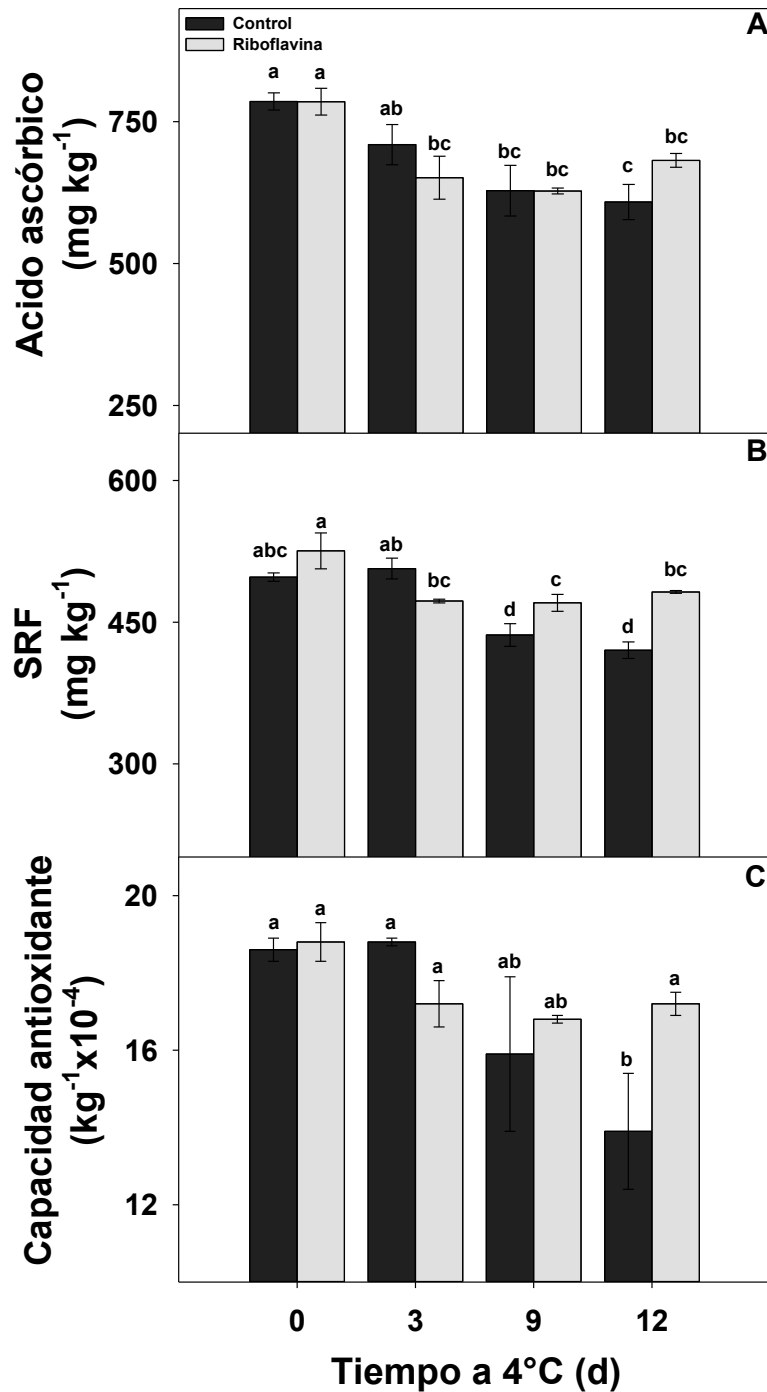 Control
Riboflavina
A
Acido ascórbico
(mg kg⁻¹)
750
500
250
a
a
ab
bc
bc
bc
c
bc
B
SRF
(mg kg⁻¹)
600
450
300
abc
a
ab
bc
d
c
d
bc
C
Capacidad antioxidante
(kg⁻¹x10⁻⁴)
20
16
12
a
a
a
a
ab
ab
b
a
0 3 9 12
Tiempo a 4°C (d)